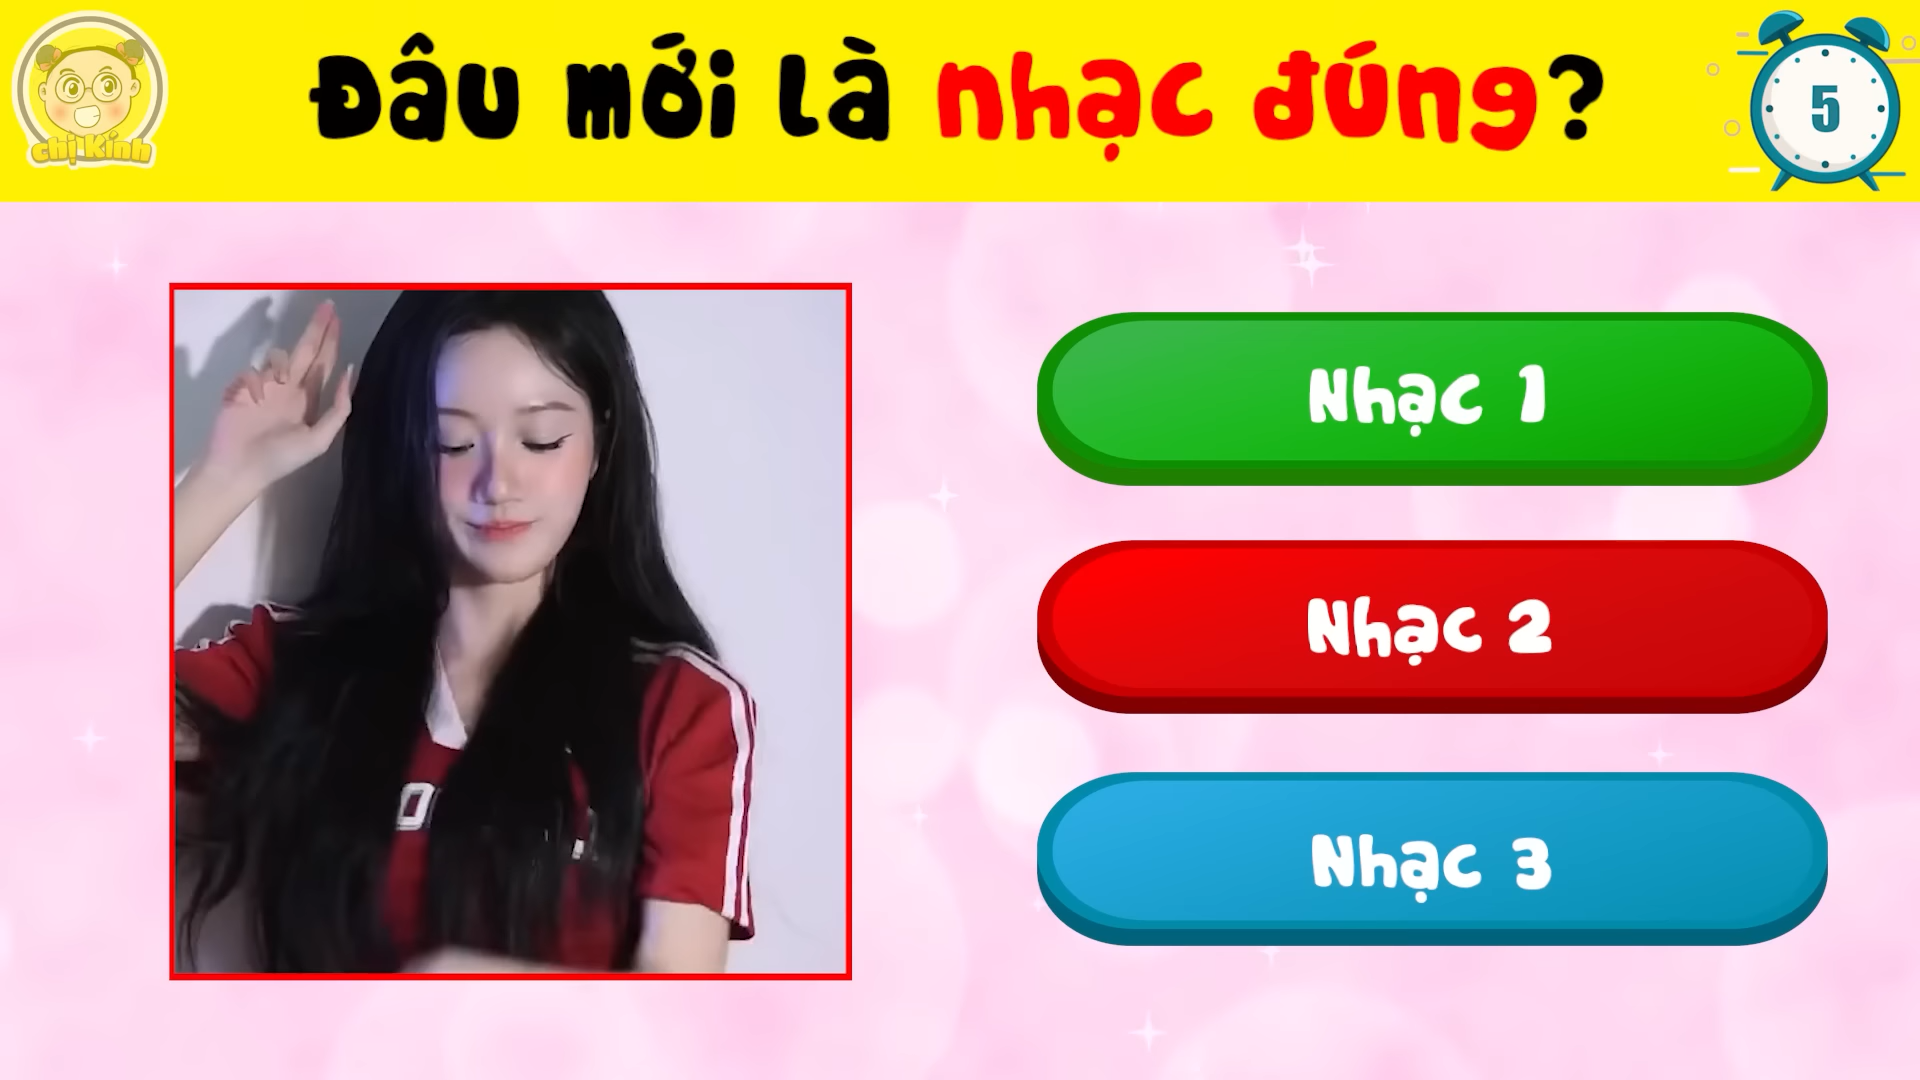 chị Kính
Đâu mới là nhạc đúng?
5
Nhạc 1
Nhạc 2
Nhạc 3